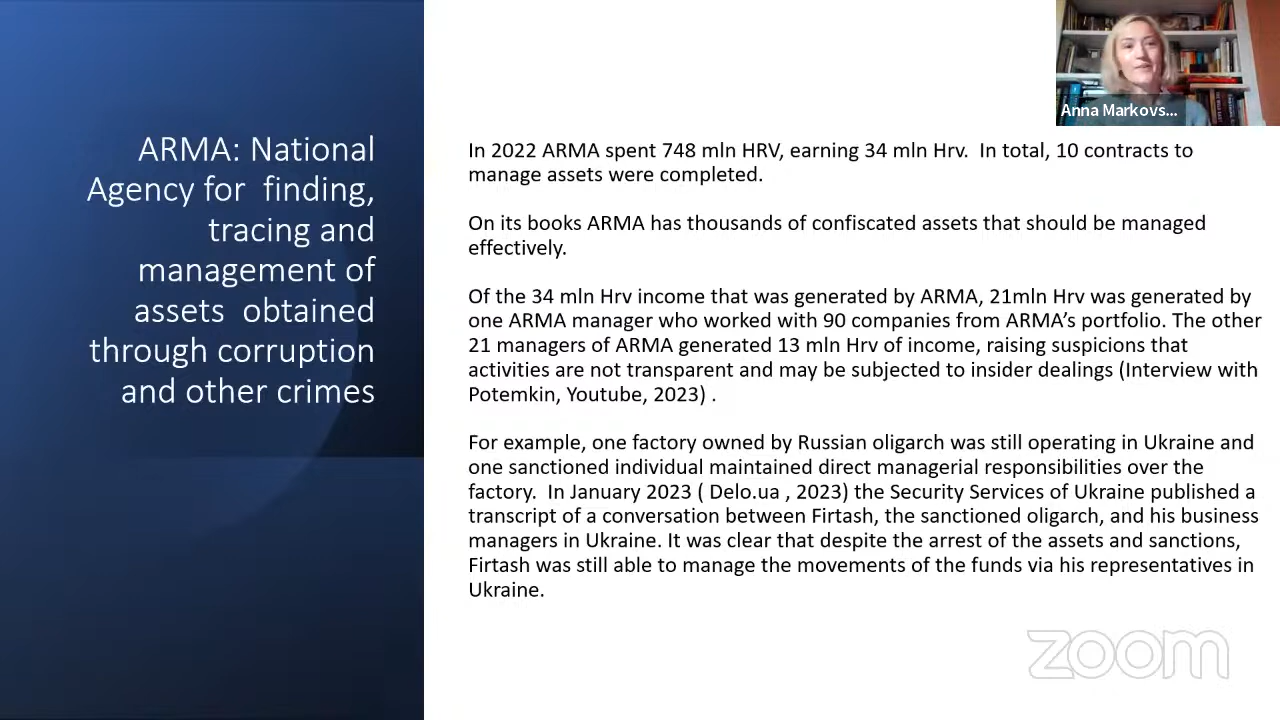 Anna Markovs...
ARMA: National
Agency for finding,
tracing and
management of
assets obtained
through corruption
and other crimes
In 2022 ARMA spent 748 mln HRV, earning 34 mln Hrv. In total, 10 contracts to
manage assets were completed.
On its books ARMA has thousands of confiscated assets that should be managed
effectively.
Of the 34 mln Hrv income that was generated by ARMA, 21mln Hrv was generated by
one ARMA manager who worked with 90 companies from ARMA's portfolio. The other
21 managers of ARMA generated 13 mln Hrv of income, raising suspicions that
activities are not transparent and may be subjected to insider dealings (Interview with
Potemkin, Youtube, 2023) .
For example, one factory owned by Russian oligarch was still operating in Ukraine and
one sanctioned individual maintained direct managerial responsibilities over the
factory. In January 2023 ( Delo.ua , 2023) the Security Services of Ukraine published a
transcript of a conversation between Firtash, the sanctioned oligarch, and his business
managers in Ukraine. It was clear that despite the arrest of the assets and sanctions,
Firtash was still able to manage the movements of the funds via his representatives in
Ukraine.
zoom